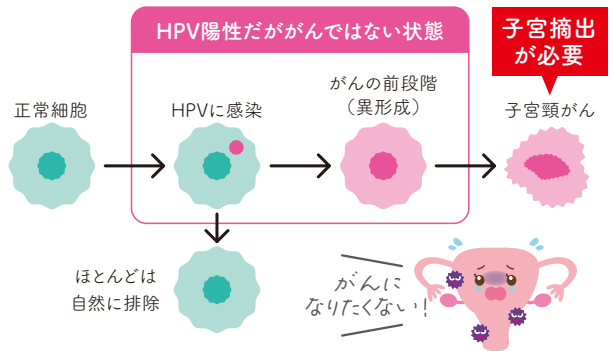 HPV陽性だががんではない状態
子宮摘出
が必要
正常細胞
HPVに感染
がんの前段階
（異形成）
子宮頸がん
ほとんどは
自然に排除
がんに
なりたくない!